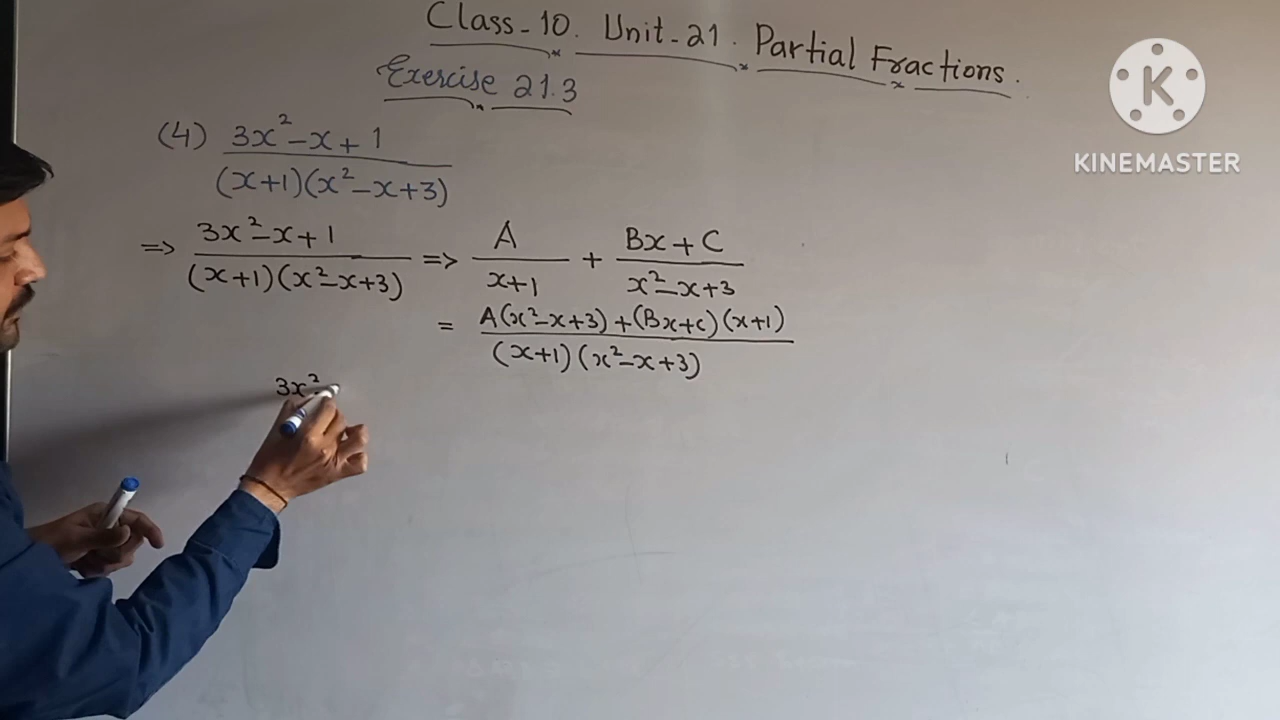 Class-10. Unit-21. Partial Fractions.
Exercise 21.3
K
KINEMASTER
(4) 3x²-x+1
(x+1)(x²-x+3)
=> 3x²-x+1 => A + Bx+C
(x+1)(x²-x+3) x+1 x²-x+3
= A(x²-x+3)+(Bx+c)(x+1)
(x+1)(x²-x+3)
3x²